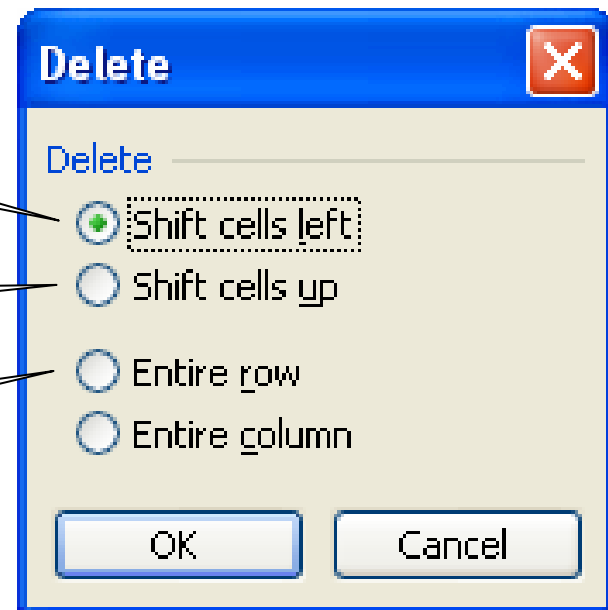 Delete
Delete
Shift cells left
Shift cells up
Entire row
Entire column
OK Cancel